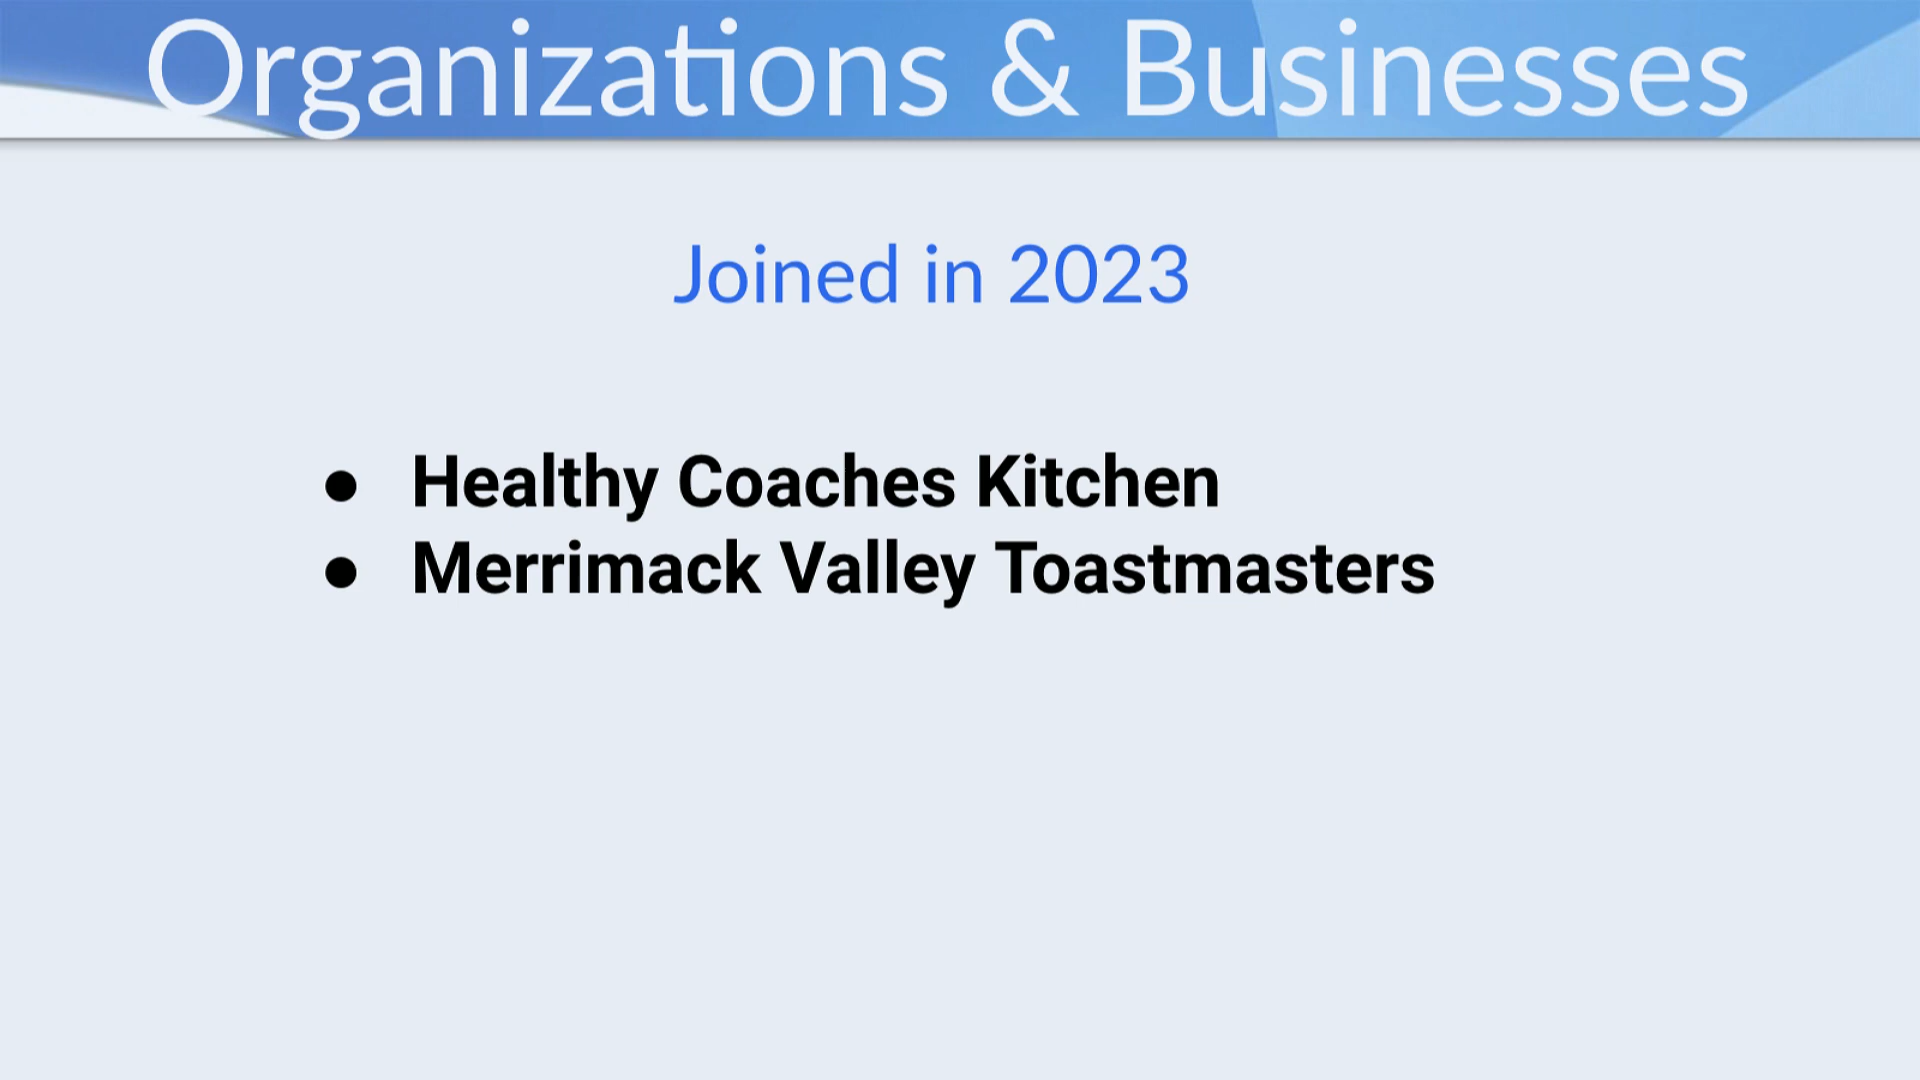 Organizations & Businesses
Joined in 2023
● Healthy Coaches Kitchen
● Merrimack Valley Toastmasters